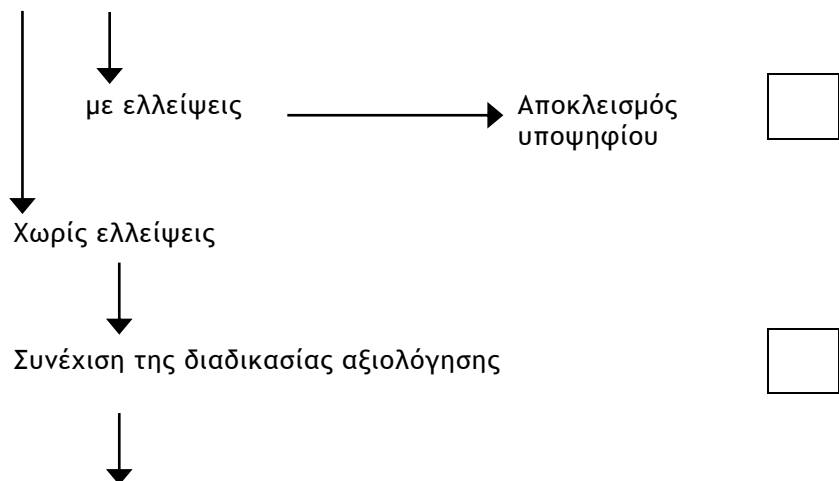 με ελλείψεις
Αποκλεισμός
υποψηφίου
Χωρίς ελλείψεις
Συνέχιση της διαδικασίας αξιολόγησης